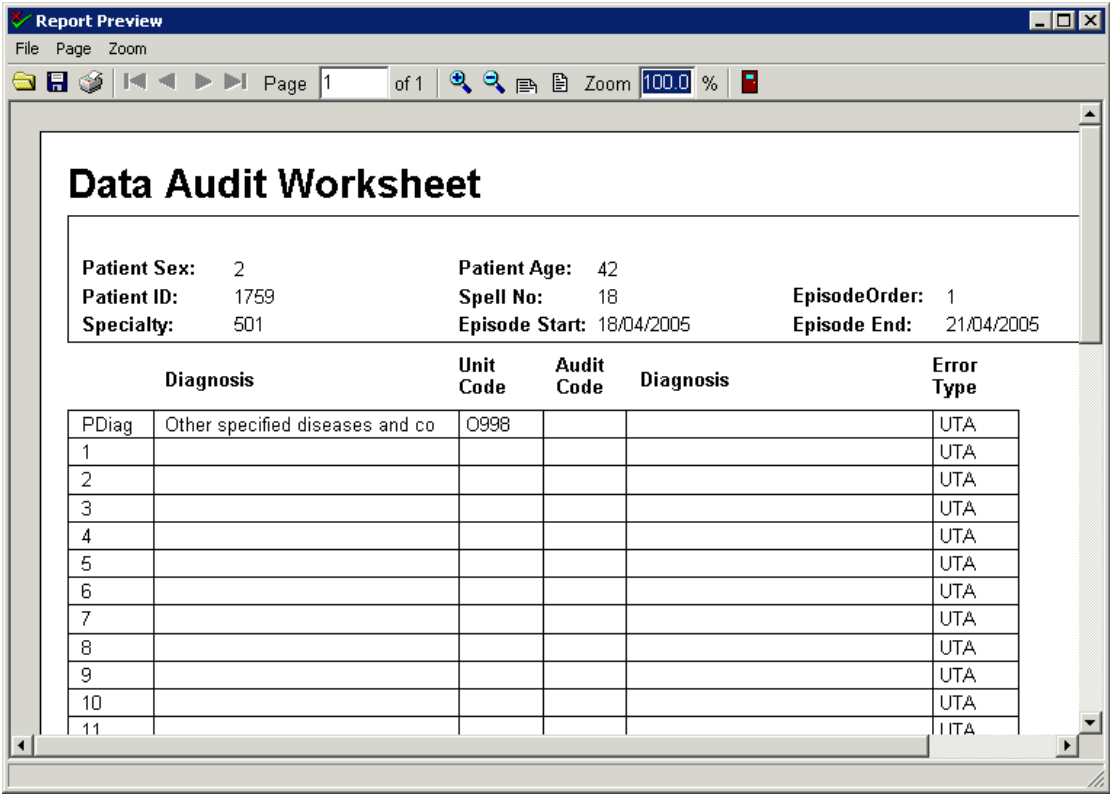 Report Preview
File Page Zoom
Page 1 of 1 Zoom 100.0 %
Data Audit Worksheet
Patient Sex: 2 Patient Age: 42
Patient ID: 1759 Spell No: 18 EpisodeOrder: 1
Specialty: 501 Episode Start: 18/04/2005 Episode End: 21/04/2005
Diagnosis Unit Code Audit Code Diagnosis Error Type
PDiag Other specified diseases and co O998 UTA
1 UTA
2 UTA
3 UTA
4 UTA
5 UTA
6 UTA
7 UTA
8 UTA
9 UTA
10 UTA
11 UTA